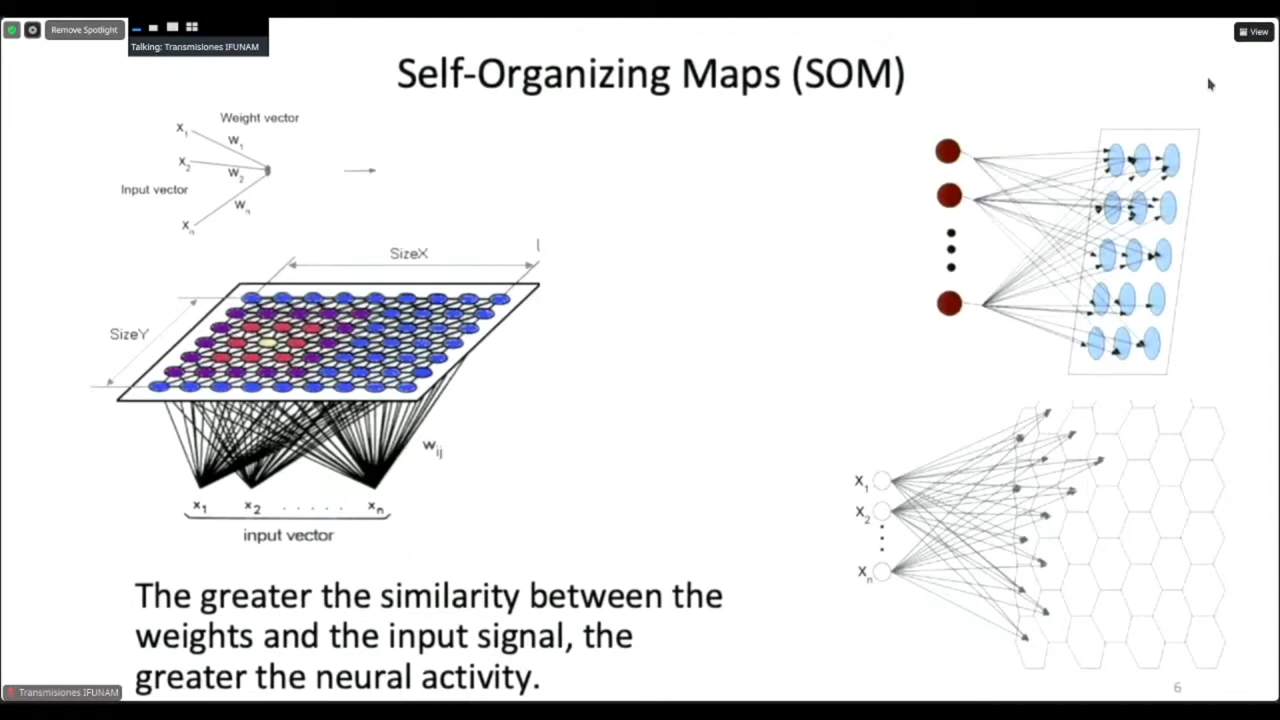 Remove Spotlight
Talking: Transmisiones IFUNAM
View
Self-Organizing Maps (SOM)
Weight vector
X1
W1
X2
W2
Input vector
Wn
Xn
SizeX
l
SizeY
wij
x1 x2 . . . . . . xn
input vector
X1
X2
Xn
The greater the similarity between the
weights and the input signal, the
greater the neural activity.
6
Transmisiones IFUNAM